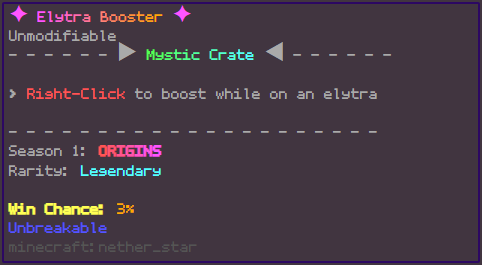 ✦ Elytra Booster ✦
Unmodifiable
- - - - - - ▶ Mystic Crate ◀ - - - - - -
> Right-Click to boost while on an elytra
- - - - - - - - - - - - - - - - - - - - -
Season 1: ORIGINS
Rarity: Legendary
Win Chance: 3%
Unbreakable
minecraft:nether_star